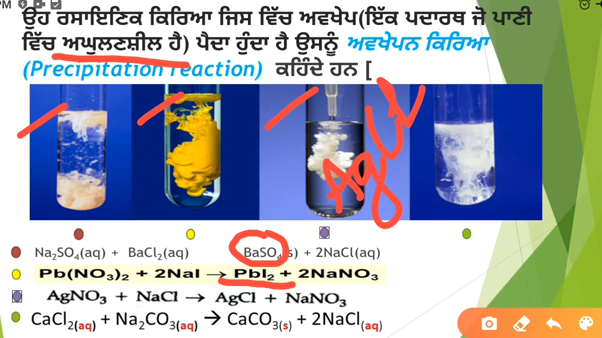 PM
ਉਹ ਰਸਾਇਣਿਕ ਕਿਰਿਆ ਜਿਸ ਵਿੱਚ ਅਵਖੇਪ(ਇੱਕ ਪਦਾਰਥ ਜੋ ਪਾਣੀ
ਵਿੱਚ ਅਘੁਲਣਸ਼ੀਲ ਹੈ) ਪੈਦਾ ਹੁੰਦਾ ਹੈ ਉਸਨੂੰ ਅਵਖੇਪਨ ਕਿਰਿਆ
(Precipitation reaction) ਕਹਿੰਦੇ ਹਨ [
AgCl
Na₂SO₄(aq) + BaCl₂(aq) BaSO₄(s) + 2NaCl(aq)
Pb(NO₃)₂ + 2NaI → PbI₂ + 2NaNO₃
AgNO₃ + NaCl → AgCl + NaNO₃
CaCl₂(aq) + Na₂CO₃(aq) → CaCO₃(s) + 2NaCl(aq)